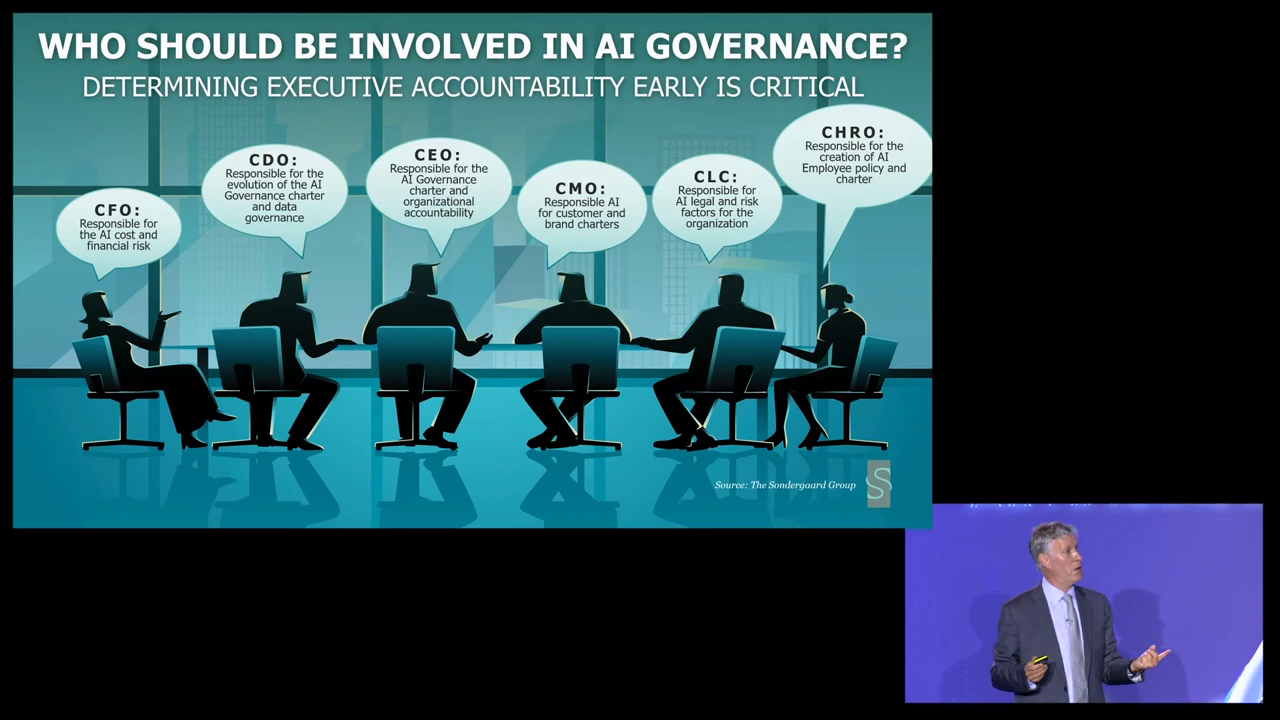 WHO SHOULD BE INVOLVED IN AI GOVERNANCE?
DETERMINING EXECUTIVE ACCOUNTABILITY EARLY IS CRITICAL
CFO:
Responsible for
the AI cost and
financial risk
CDO:
Responsible for the
evolution of the AI
Governance charter
and data
governance
CEO:
Responsible for the
AI Governance
charter and
organizational
accountability
CMO:
Responsible AI
for customer and
brand charters
CLC:
Responsible for
AI legal and risk
factors for the
organization
CHRO:
Responsible for the
creation of AI
Employee policy and
charter
Source: The Sondergaard Group
S